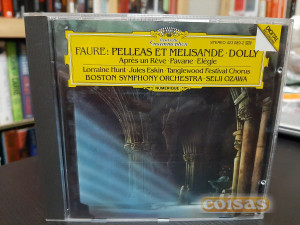 DIGITAL
FAURÉ: PELLEAS ET MELISANDE · DOLLY
Après un Rêve · Pavane · Elégie
Lorraine Hunt · Jules Eskin · Tanglewood Festival Chorus
BOSTON SYMPHONY ORCHESTRA · SEIJI OZAWA
NUMERIQUE
coisas